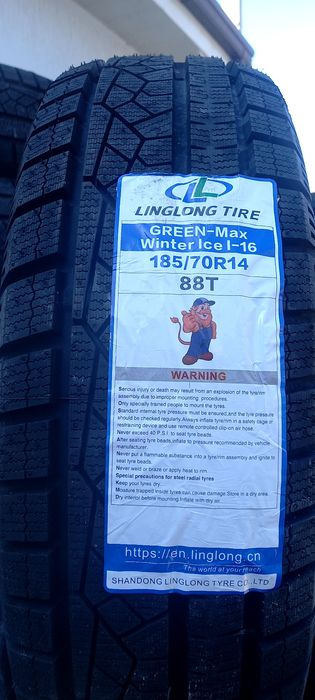 LINGLONG TIRE
GREEN-Max
Winter Ice I-16
185/70R14
88T
WARNING
Serious injury or death may result from an explosion of the tyre/rim
assembly due to improper mounting procedures.
Only specially trained people to mount the tyres.
Standard internal tyre pressure must be ensured,and the tyre pressure
should be checked regularly.Always inflate tyre/rim in a safety cage or
restraining device and use remote controlled clip-on air hose.
Never exceed 40 P.S.I. to seat tyre beads.
After seating tyre beads,inflate to pressure recommended by vehicle
manufacturer.
Never put a flammable substance into a tyre/rim assembly and ignite to
seat tyre beads.
Never weld or braze or apply heat to rim.
Special precautions for steel radial tyres
Keep your tyres dry.
Moisture trapped inside tyres can cause damage.Store in a dry area.
Dry interior before mounting.Inflate with dry air.
https://en.linglong.cn
The world at your reach
SHANDONG LINGLONG TYRE CO.,LTD